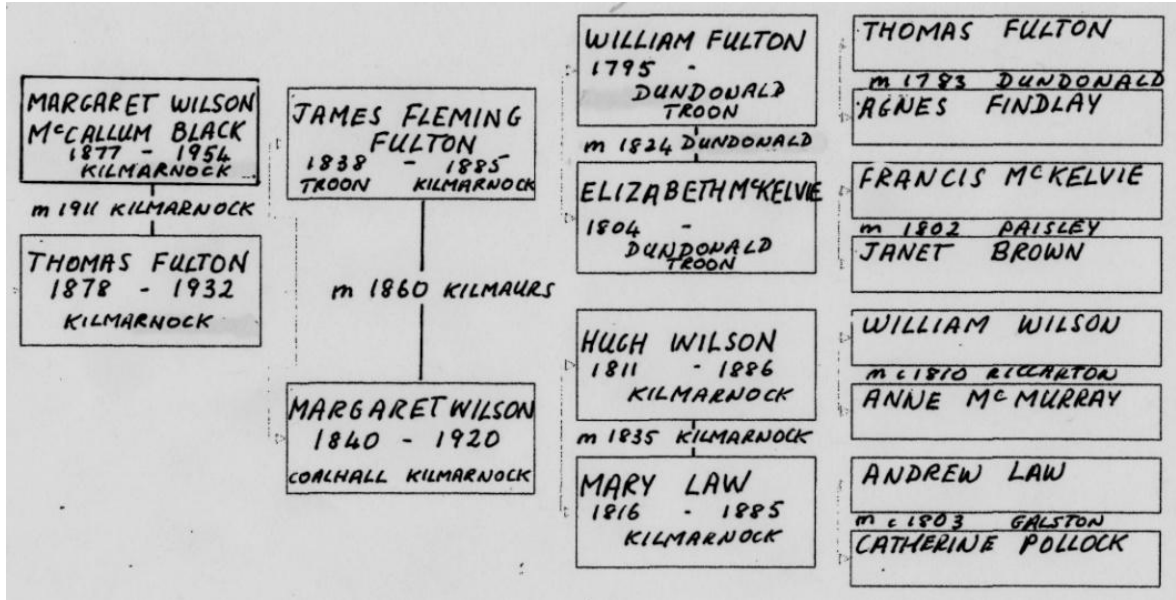 MARGARET WILSON
McCALLUM BLACK
1877 - 1954
KILMARNOCK
m 1911 KILMARNOCK
THOMAS FULTON
1878 - 1932
KILMARNOCK
JAMES FLEMING
FULTON
1838 - 1885
TROON KILMARNOCK
m 1860 KILMAURS
MARGARET WILSON
1840 - 1920
COALHALL KILMARNOCK
WILLIAM FULTON
1795 -
DUNDONALD
TROON
m 1824 DUNDONALD
ELIZABETH McKELVIE
1804 -
DUNDONALD
TROON
HUGH WILSON
1811 - 1886
KILMARNOCK
m 1835 KILMARNOCK
MARY LAW
1816 - 1885
KILMARNOCK
THOMAS FULTON
m 1783 DUNDONALD
AGNES FINDLAY
FRANCIS McKELVIE
m 1802 PAISLEY
JANET BROWN
WILLIAM WILSON
m c1810 RICCARTON
ANNE McMURRAY
ANDREW LAW
m c1803 GALSTON
CATHERINE POLLOCK